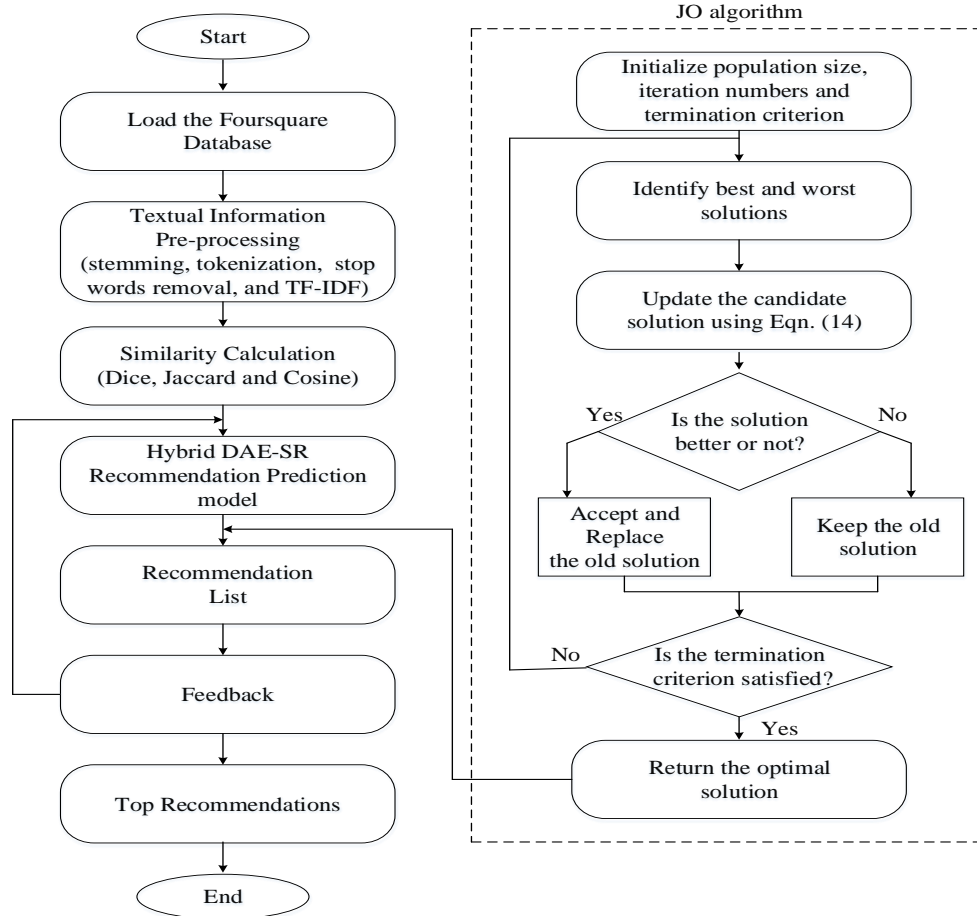 Start
Load the Foursquare
Database
Textual Information
Pre-processing
(stemming, tokenization, stop
words removal, and TF-IDF)
Similarity Calculation
(Dice, Jaccard and Cosine)
Hybrid DAE-SR
Recommendation Prediction
model
Recommendation
List
Feedback
Top Recommendations
End
JO algorithm
Initialize population size,
iteration numbers and
termination criterion
Identify best and worst
solutions
Update the candidate
solution using Eqn. (14)
Is the solution
better or not?
Yes
No
Accept and
Replace
the old solution
Keep the old
solution
Is the termination
criterion satisfied?
No
Yes
Return the optimal
solution